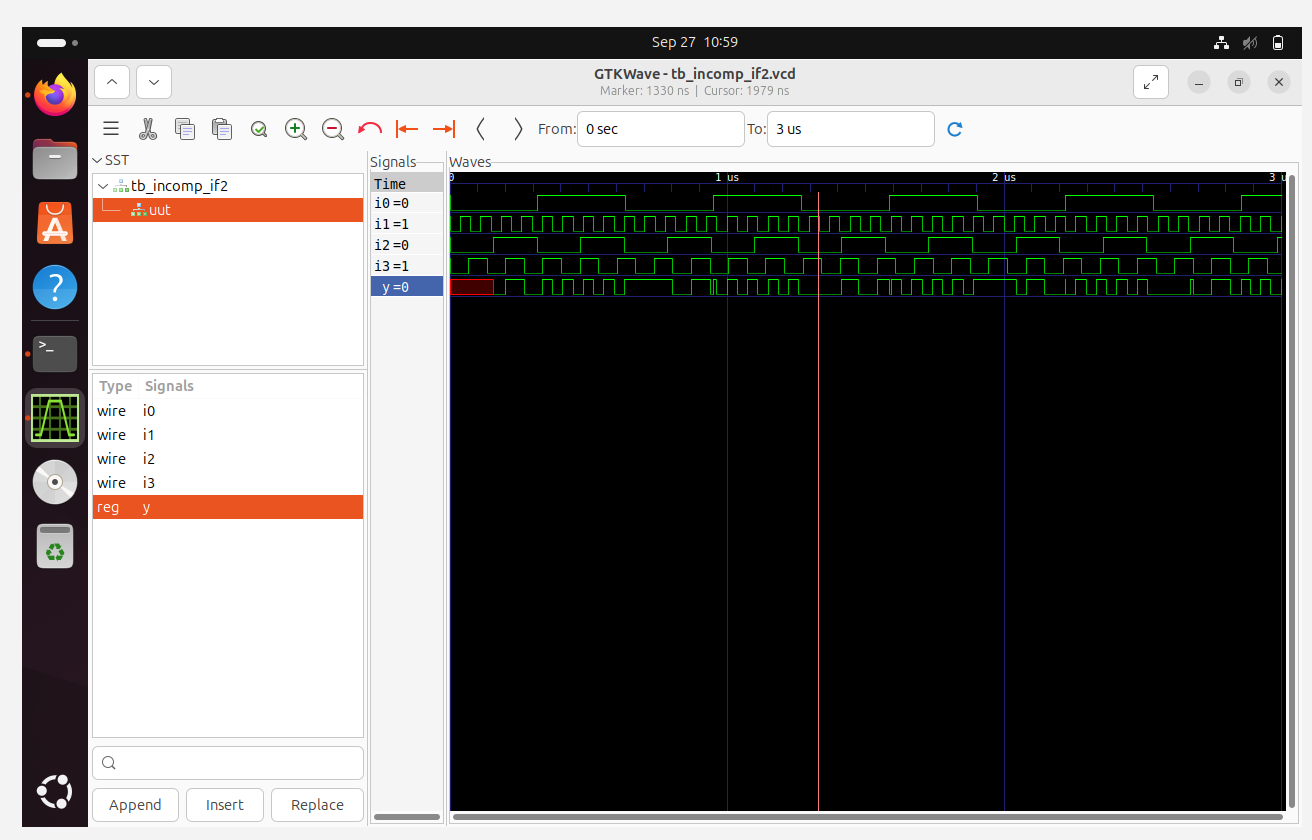 Sep 27 10:59
GTKWave - tb_incomp_if2.vcd
Marker: 1330 ns | Cursor: 1979 ns
From: 0 sec To: 3 us
SST
tb_incomp_if2
uut
Type Signals
wire i0
wire i1
wire i2
wire i3
reg y
Append Insert Replace
Signals
Time
i0 =0
i1 =1
i2 =0
i3 =1
y =0
Waves
0 1 us 2 us 3 u
>_
?